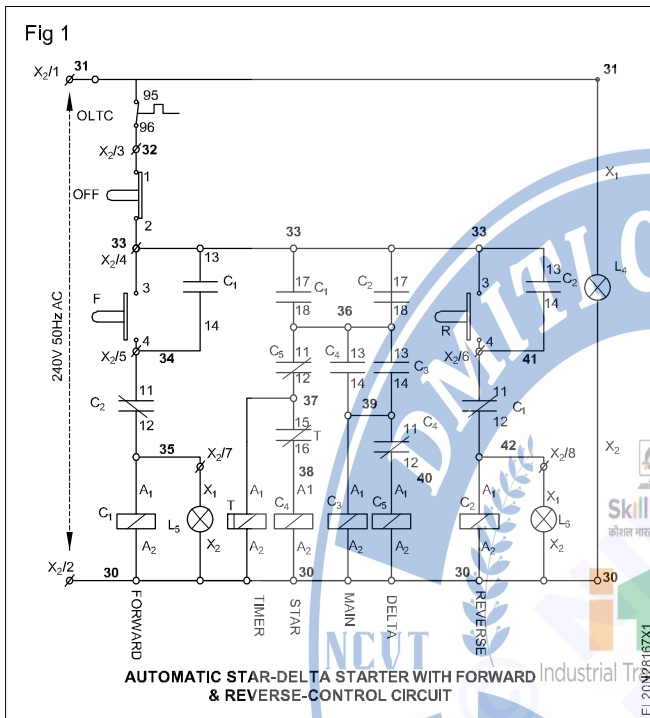 Fig 1
X2/1 31 31
95
OLTC
96
X2/3 32
1
X1
OFF
2
33 33 33
X2/4
13 17 17 3 13
C1 C1 C2 C2 L4
3
F 18 18
14 36 R 14
4 4
X2/5 34 C5 11 C4 13 13 C3 X2/6 41
12 14 14
240V 50Hz AC
11 37 39 11
C2 C1
12 15 T 11 C4 12
16 12
35 X2/7 38 40 42 X2/8 X2
A1 X1 A1 A1 A1 A1 A1 X1
C1 L5 T C4 C3 C5 C2 L6
A2 X2 A2 A2 A2 A2 A2 X2
X2/2 30 30 30 30
FORWARD
TIMER
STAR
MAIN
DELTA
REVERSE
AUTOMATIC STAR-DELTA STARTER WITH FORWARD
& REVERSE-CONTROL CIRCUIT
NCVT
Skill
कौशल भार
Industrial Tr
EL20N28167X1